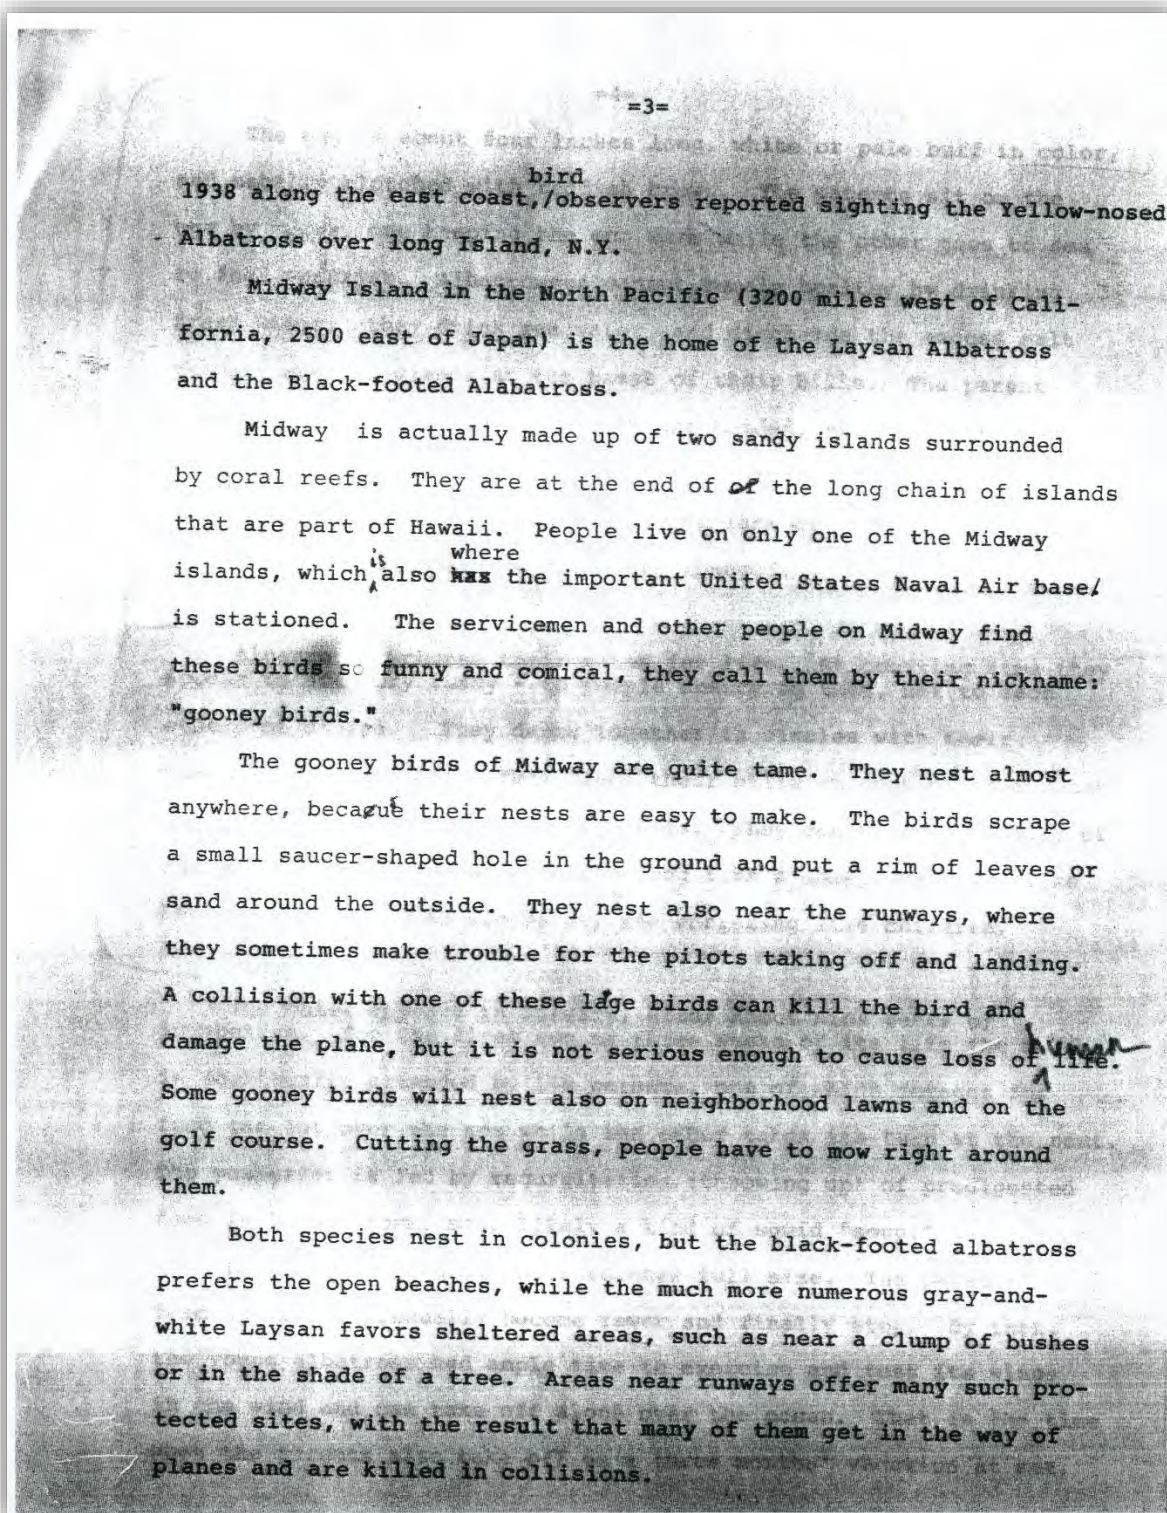 =3=
bird
1938 along the east coast,/observers reported sighting the Yellow-nosed
Albatross over long Island, N.Y.
Midway Island in the North Pacific (3200 miles west of Cali-
fornia, 2500 east of Japan) is the home of the Laysan Albatross
and the Black-footed Alabatross.
Midway is actually made up of two sandy islands surrounded
by coral reefs. They are at the end of of the long chain of islands
that are part of Hawaii. People live on only one of the Midway
is where
islands, which also has the important United States Naval Air base/
is stationed. The servicemen and other people on Midway find
these birds so funny and comical, they call them by their nickname:
"gooney birds."
The gooney birds of Midway are quite tame. They nest almost
anywhere, their nests are easy to make. The birds scrape
a small saucer-shaped hole in the ground and put a rim of leaves or
sand around the outside. They nest also near the runways, where
they sometimes make trouble for the pilots taking off and landing.
A collision with one of these large birds can kill the bird and
human
damage the plane, but it is not serious enough to cause loss of life.
Some gooney birds will nest also on neighborhood lawns and on the
golf course. Cutting the grass, people have to mow right around
them.
Both species nest in colonies, but the black-footed albatross
prefers the open beaches, while the much more numerous gray-and-
white Laysan favors sheltered areas, such as near a clump of bushes
or in the shade of a tree. Areas near runways offer many such pro-
tected sites, with the result that many of them get in the way of
planes and are killed in collisions.